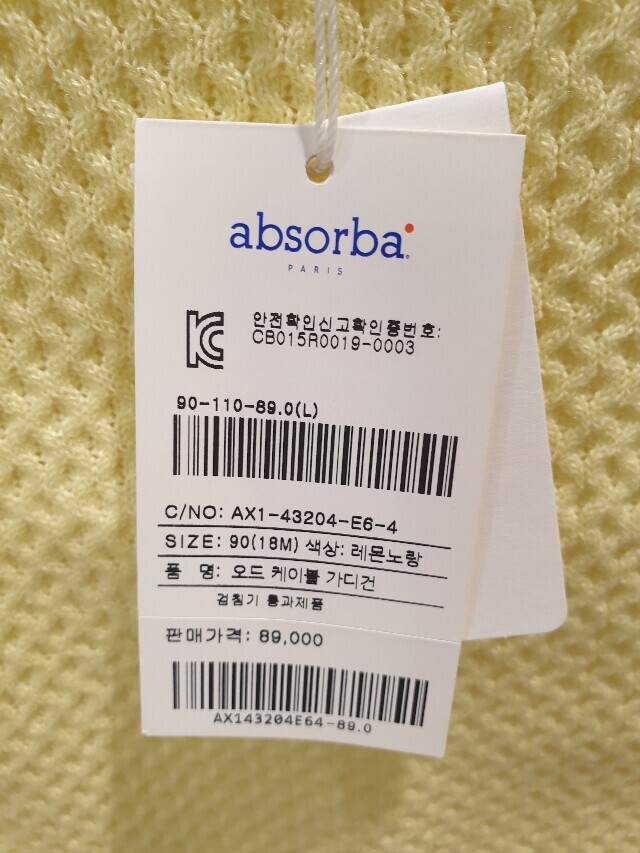 absorba
PARIS
안전확인신고확인증번호:
CB015R0019-0003
90-110-89.0(L)
C/NO: AX1-43204-E6-4
SIZE: 90(18M) 색상: 레몬노랑
품 명: 오드 케이블 가디건
검침기 통과제품
판매가격: 89,000
AX143204E64-89.0